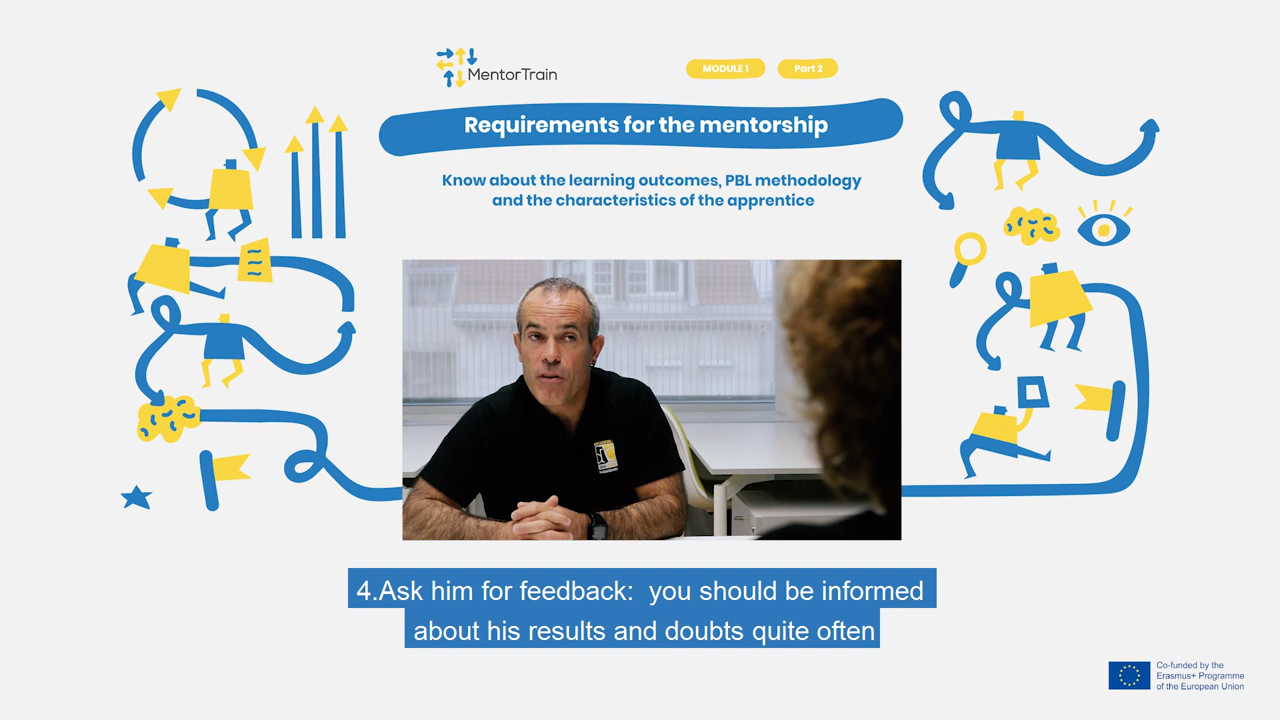 MentorTrain
MODULE 1
Part 2
Requirements for the mentorship
Know about the learning outcomes, PBL methodology
and the characteristics of the apprentice
4.Ask him for feedback:  you should be informed
about his results and doubts quite often
Co-funded by the
Erasmus+ Programme
of the European Union